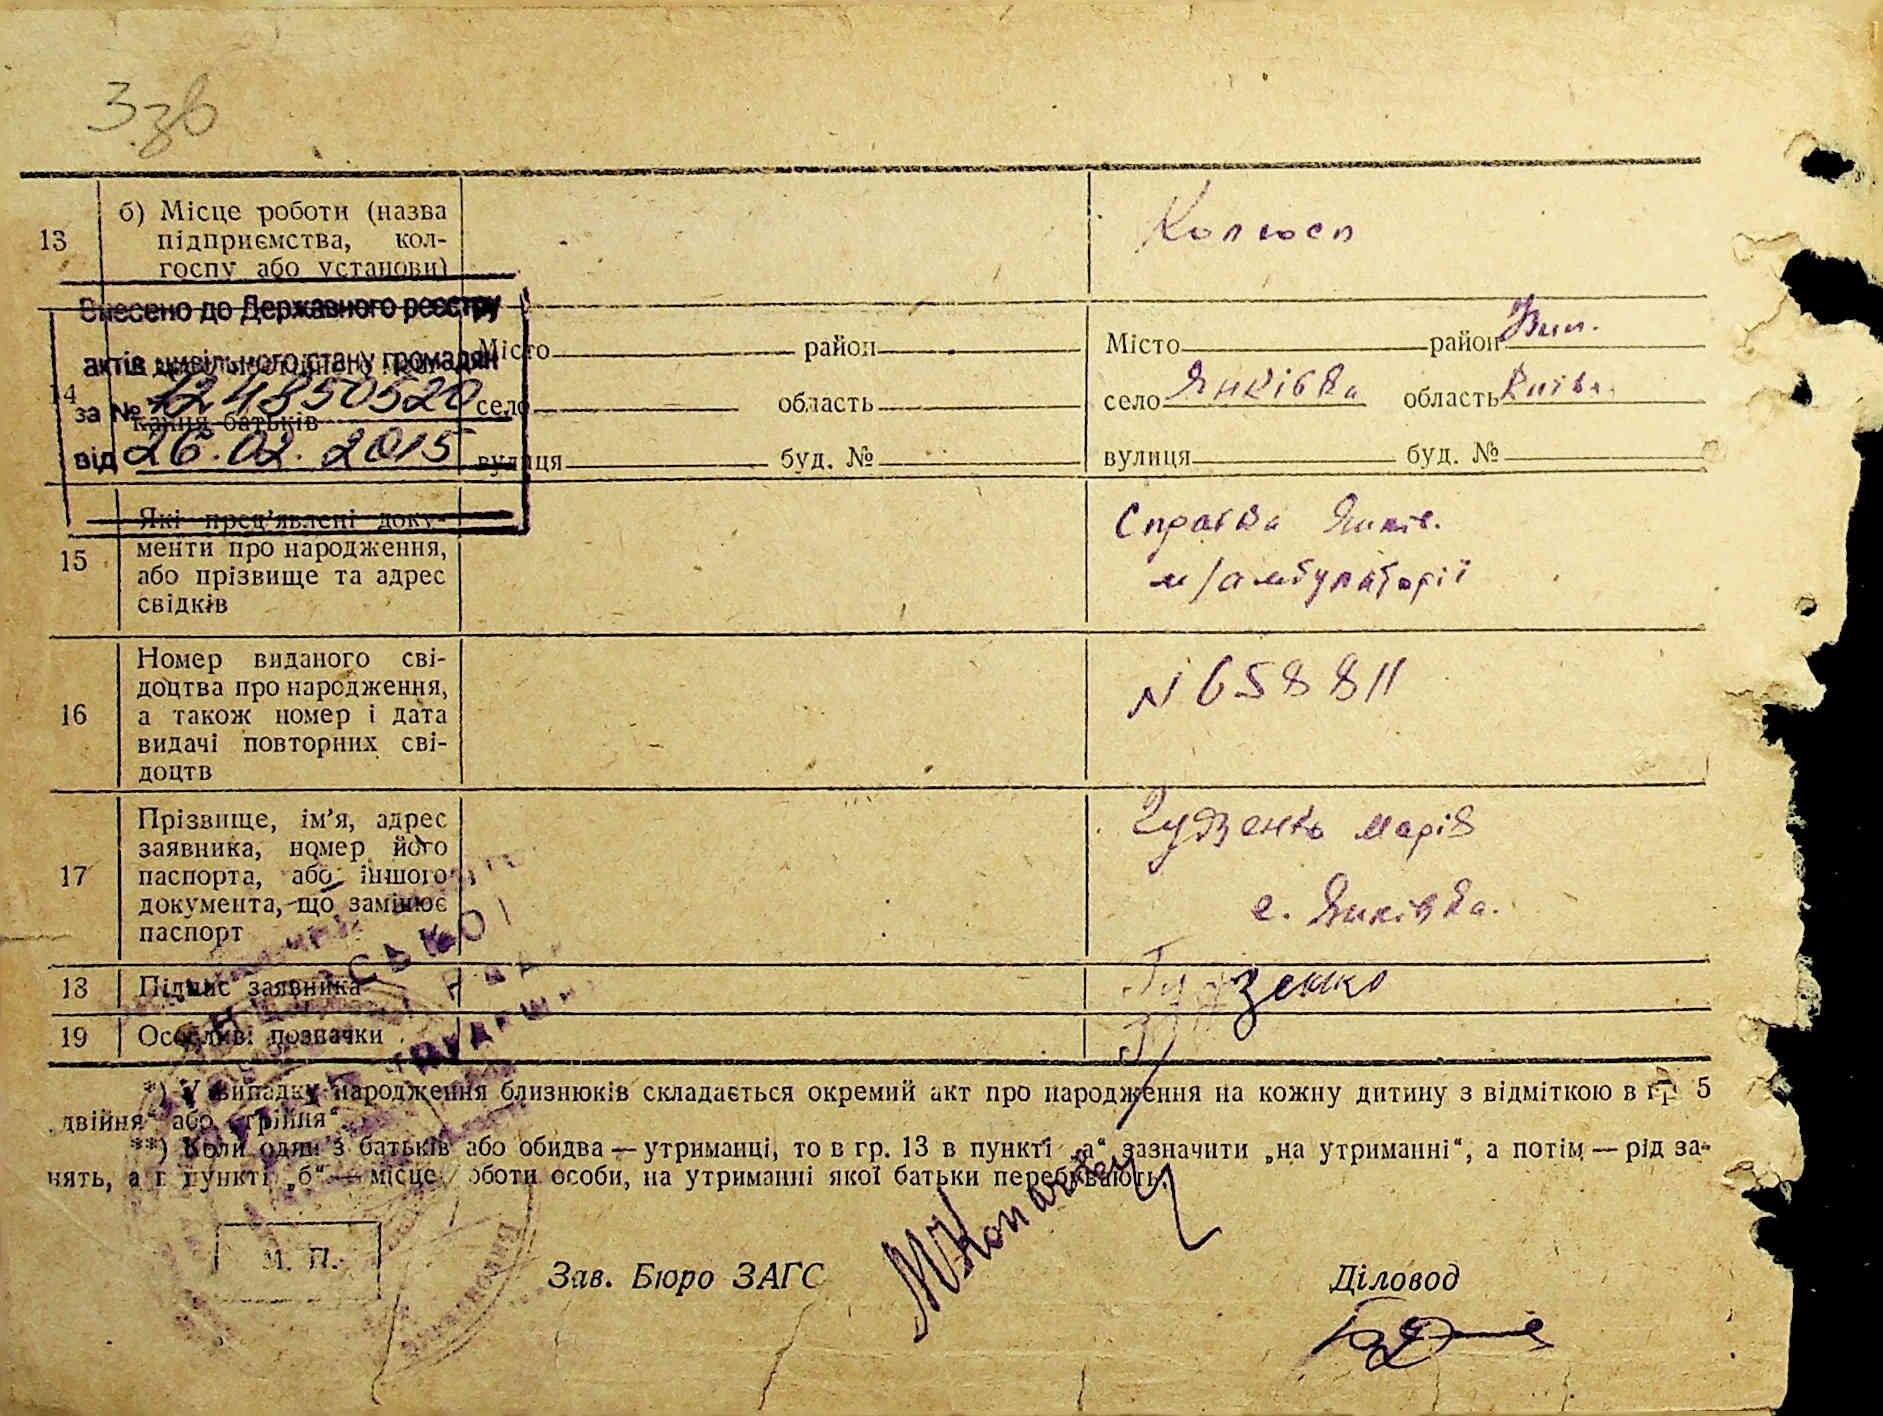 Ззв
13
б) Місце роботи (назва
підприємства, кол-
госпу або установи)
Колгосп
Внесено до Державного реєстру
актів цивільного стану громадян
за № 124850520
від 26.02.2015
14
кання батьків
Місто район
село область
вулиця буд. №
Місто район Вин.
село Янківка область Київ.
вулиця буд. №
15
Які пред'явлені доку-
менти про народження,
або прізвище та адрес
свідків
Справка Янків.
м/амбулаторії
16
Номер виданого сві-
доцтва про народження,
а також номер і дата
видачі повторних сві-
доцтв
N 658811
17
Прізвище, ім'я, адрес
заявника, номер його
паспорта, або іншого
документа, що замінює
паспорт
Гудзенко Марія
с. Янківка.
18 Підпис заявника Гудзенко
19 Особливі позначки
*) У випадку народження близнюків складається окремий акт про народження на кожну дитину з відміткою в гр. 5
„двійня“ або „трійня“.
**) Коли один з батьків або обидва — утриманці, то в гр. 13 в пункті „а“ зазначити „на утриманні“, а потім — рід за-
нять, а в пункті „б“ — місце роботи особи, на утриманні якої батьки перебувають.
М. П.
Зав. Бюро ЗАГС
Діловод